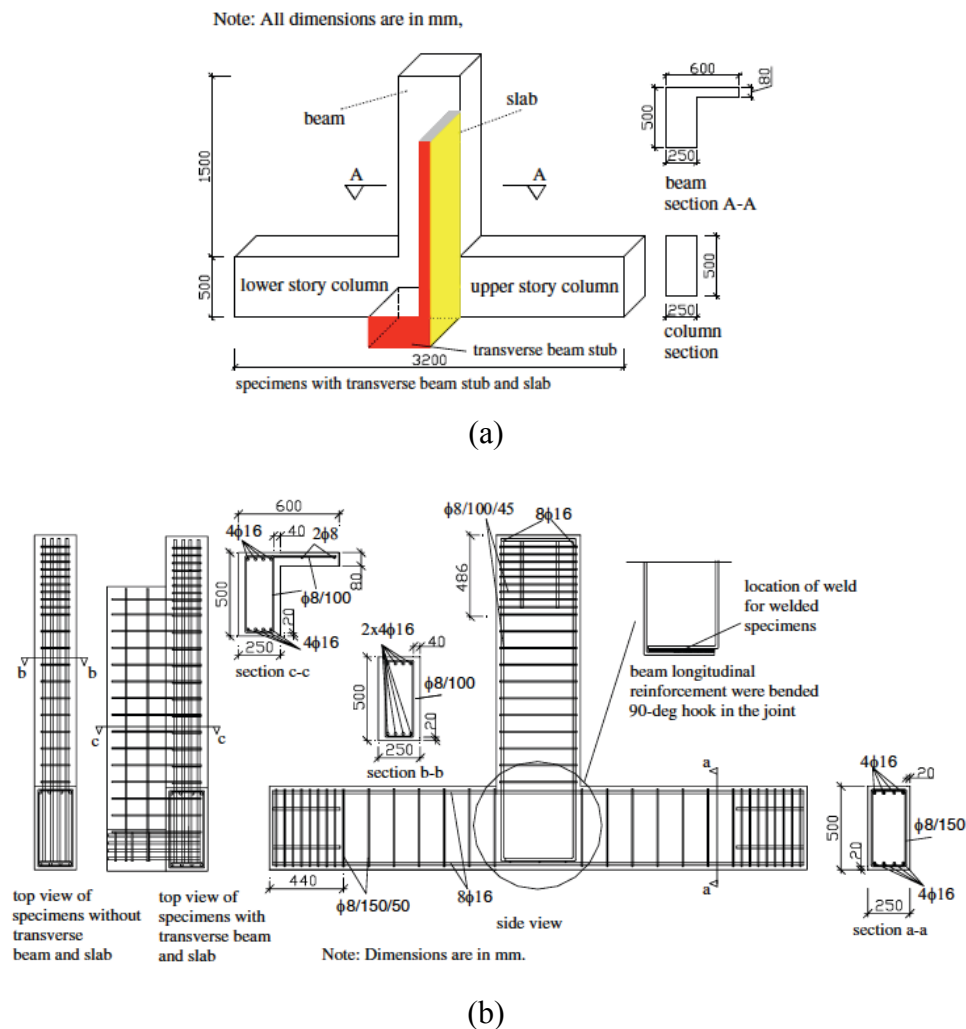 Note: All dimensions are in mm,
600
80
slab
beam
500
1500
A
A
250
beam
section A-A
lower story column
upper story column
500
500
250
column
section
transverse beam stub
3200
specimens with transverse beam stub and slab
(a)
600
ϕ8/100/45
8ϕ16
4ϕ16
40
2ϕ8
80
486
500
location of weld
for welded
specimens
ϕ8/100
20
4ϕ16
2x4ϕ16
40
250
section c-c
b
b
beam longitudinal
reinforcement were bended
90-deg hook in the joint
500
ϕ8/100
c
c
20
250
section b-b
a
4ϕ16
20
500
ϕ8/150
20
440
a
4ϕ16
ϕ8/150/50
8ϕ16
250
side view
section a-a
top view of
specimens without
transverse
beam and slab
top view of
specimens with
transverse beam
and slab
Note: Dimensions are in mm.
(b)